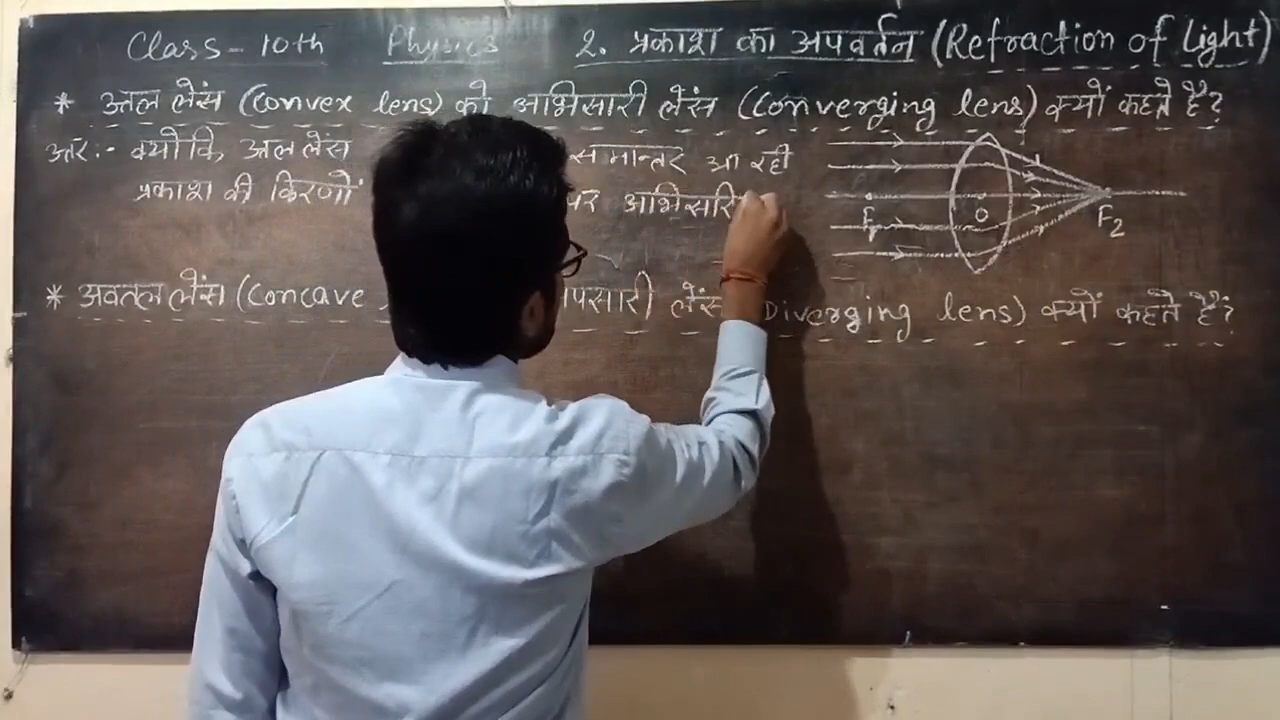 Class - 10th Physics 2. प्रकाश का अपवर्तन (Refraction of Light)
* उत्तल लेंस (Convex lens) को अभिसारी लेंस (Converging lens) क्यों कहते है?
उत्तर:- क्योकि उत्तल लेंस समान्तर आ रही
प्रकाश की किरणों पर अभिसरि
F1 O F2
* अवतल लेंस (Concave पसारी) लेंस Diverging lens) क्यों कहते है?